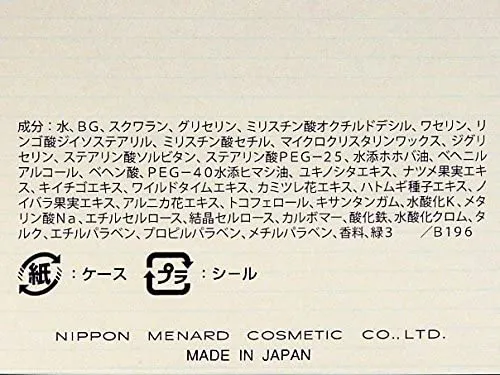 成分：水、BG、スクワラン、グリセリン、ミリスチン酸オクチルドデシル、ワセリン、リ
ンゴ酸ジイソステアリル、ミリスチン酸セチル、マイクロクリスタリンワックス、ジグリ
セリン、ステアリン酸ソルビタン、ステアリン酸PEG－25、水添ホホバ油、ベヘニル
アルコール、ベヘン酸、PEG－40水添ヒマシ油、ユキノシタエキス、ナツメ果実エキ
ス、キイチゴエキス、ワイルドタイムエキス、カミツレ花エキス、ハトムギ種子エキス、ノ
イバラ果実エキス、アルニカ花エキス、トコフェロール、キサンタンガム、水酸化K、メタ
リン酸Na、エチルセルロース、結晶セルロース、カルボマー、酸化鉄、水酸化クロム、タ
ルク、エチルパラベン、プロピルパラベン、メチルパラベン、香料、緑3　／B196
紙：ケース　プラ：シール
NIPPON MENARD COSMETIC CO.,LTD.
MADE IN JAPAN